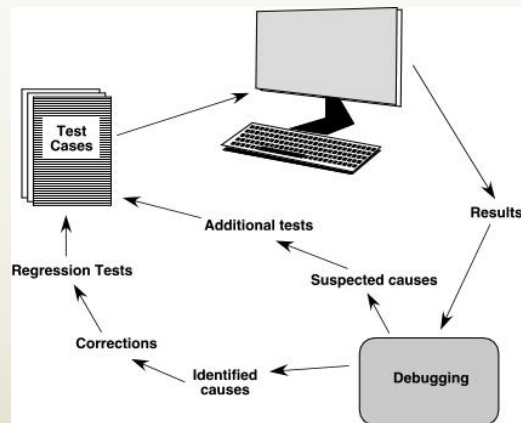 Test
Cases
Results
Additional tests
Regression Tests
Suspected causes
Corrections
Identified
causes
Debugging